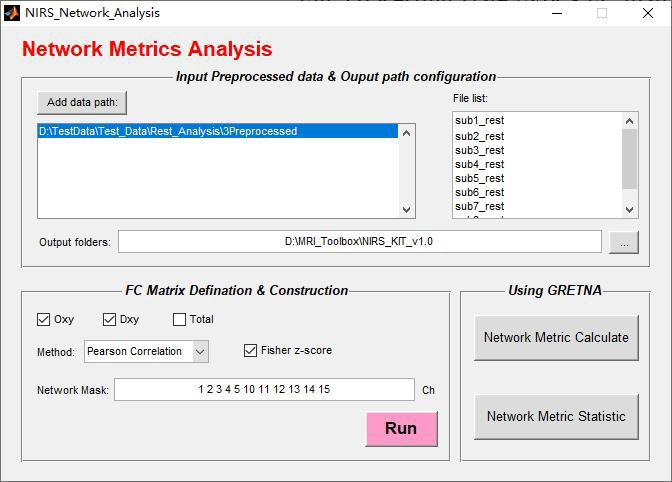 NIRS_Network_Analysis
Network Metrics Analysis
Input Preprocessed data & Ouput path configuration
Add data path:
D:\TestData\Test_Data\Rest_Analysis\3Preprocessed
File list:
sub1_rest
sub2_rest
sub3_rest
sub4_rest
sub5_rest
sub6_rest
sub7_rest
Output folders:
D:\MRI_Toolbox\NIRS_KIT_v1.0
...
FC Matrix Defination & Construction
Oxy
Dxy
Total
Method:
Pearson Correlation
Fisher z-score
Network Mask:
1 2 3 4 5 10 11 12 13 14 15
Ch
Run
Using GRETNA
Network Metric Calculate
Network Metric Statistic